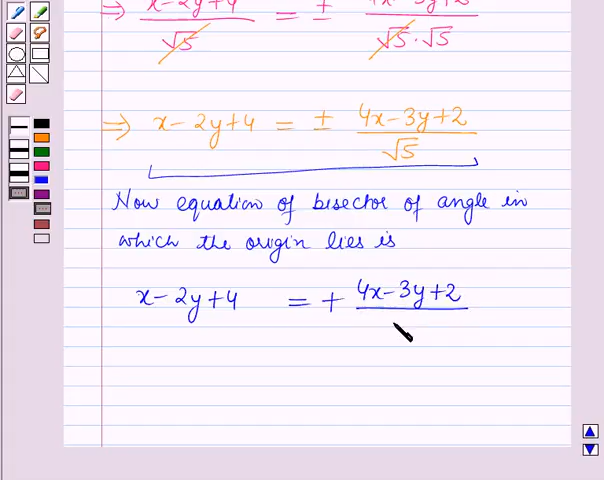 ⇒ x-2y+4 / √5 = ± 4x-3y+2 / √5·√5
⇒ x-2y+4 = ± 4x-3y+2 / √5
Now equation of bisector of angle in
which the origin lies is
x-2y+4 = + 4x-3y+2